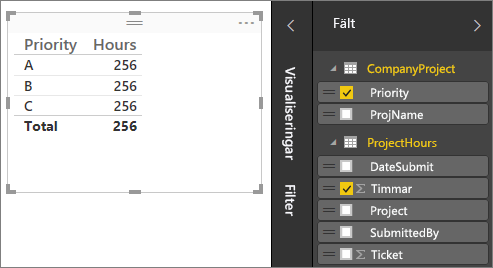 Priority Hours
A 256
B 256
C 256
Total 256
Visualiseringar
Filter
Fält
CompanyProject
Priority
ProjName
ProjectHours
DateSubmit
Σ Timmar
Project
SubmittedBy
Σ Ticket